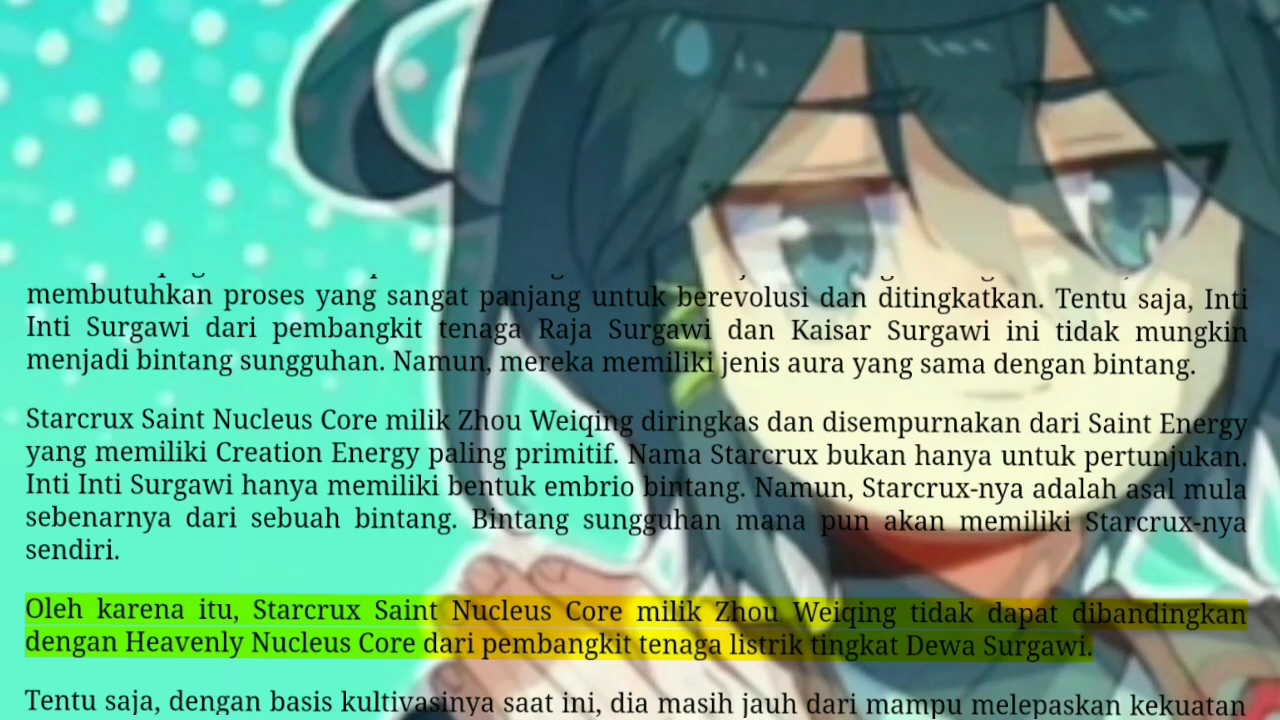 membutuhkan proses yang sangat panjang untuk berevolusi dan ditingkatkan. Tentu saja, Inti
Inti Surgawi dari pembangkit tenaga Raja Surgawi dan Kaisar Surgawi ini tidak mungkin
menjadi bintang sungguhan. Namun, mereka memiliki jenis aura yang sama dengan bintang.
Starcrux Saint Nucleus Core milik Zhou Weiqing diringkas dan disempurnakan dari Saint Energy
yang memiliki Creation Energy paling primitif. Nama Starcrux bukan hanya untuk pertunjukan.
Inti Inti Surgawi hanya memiliki bentuk embrio bintang. Namun, Starcrux-nya adalah asal mula
sebenarnya dari sebuah bintang. Bintang sungguhan mana pun akan memiliki Starcrux-nya
sendiri.
Oleh karena itu, Starcrux Saint Nucleus Core milik Zhou Weiqing tidak dapat dibandingkan
dengan Heavenly Nucleus Core dari pembangkit tenaga listrik tingkat Dewa Surgawi.
Tentu saja, dengan basis kultivasinya saat ini, dia masih jauh dari mampu melepaskan kekuatan